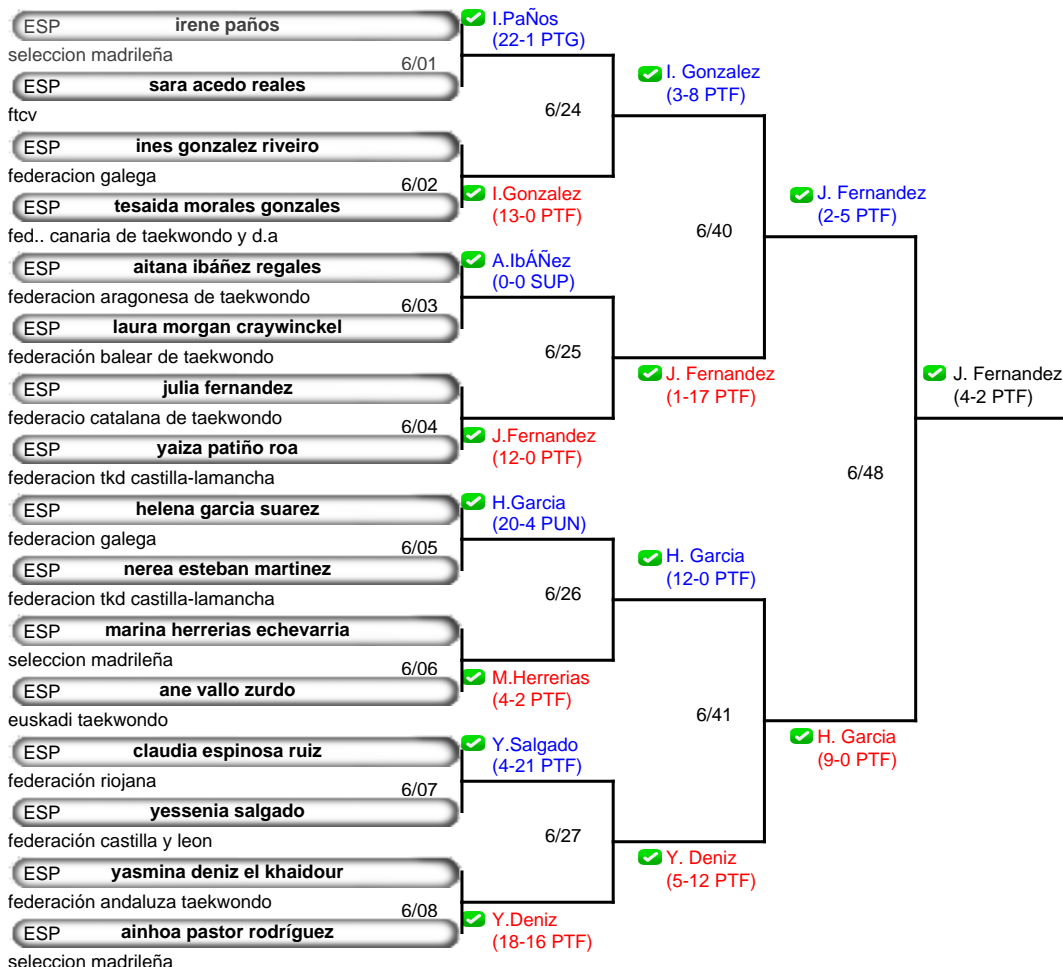 ESP irene paños
seleccion madrileña
6/01
ESP sara acedo reales
ftcv
ESP ines gonzalez riveiro
federacion galega
6/02
ESP tesaida morales gonzales
fed.. canaria de taekwondo y d.a
ESP aitana ibáñez regales
federacion aragonesa de taekwondo
6/03
ESP laura morgan craywinckel
federación balear de taekwondo
ESP julia fernandez
federacio catalana de taekwondo
6/04
ESP yaiza patiño roa
federacion tkd castilla-lamancha
ESP helena garcia suarez
federacion galega
6/05
ESP nerea esteban martinez
federacion tkd castilla-lamancha
ESP marina herrerias echevarria
seleccion madrileña
6/06
ESP ane vallo zurdo
euskadi taekwondo
ESP claudia espinosa ruiz
federación riojana
6/07
ESP yessenia salgado
federación castilla y leon
ESP yasmina deniz el khaidour
federación andaluza taekwondo
6/08
ESP ainhoa pastor rodríguez
seleccion madrileña
I.PaÑos
(22-1 PTG)
6/24
I.Gonzalez
(13-0 PTF)
A.IbÁÑez
(0-0 SUP)
6/25
J.Fernandez
(12-0 PTF)
H.Garcia
(20-4 PUN)
6/26
M.Herrerias
(4-2 PTF)
Y.Salgado
(4-21 PTF)
6/27
Y.Deniz
(18-16 PTF)
I. Gonzalez
(3-8 PTF)
6/40
J. Fernandez
(1-17 PTF)
H. Garcia
(12-0 PTF)
6/41
Y. Deniz
(5-12 PTF)
J. Fernandez
(2-5 PTF)
6/48
H. Garcia
(9-0 PTF)
J. Fernandez
(4-2 PTF)